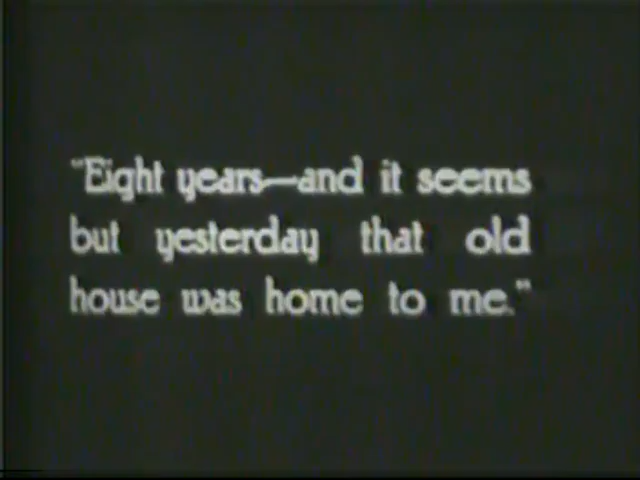 "Eight years—and it seems
but yesterday that old
house was home to me."